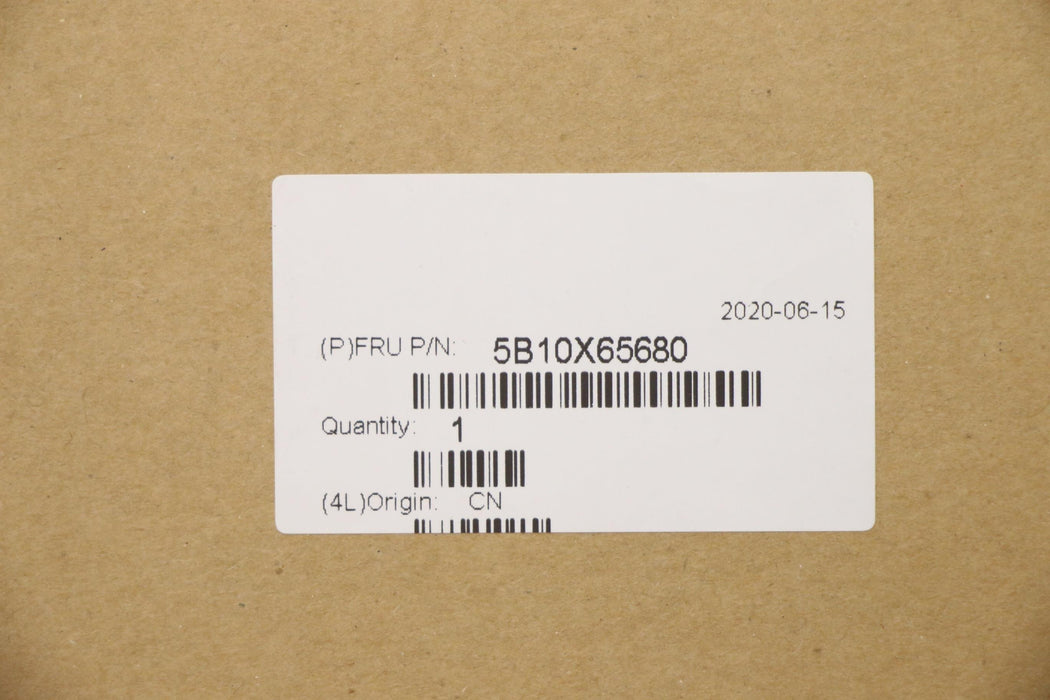 2020-06-15
(P)FRU P/N: 5B10X65680
Quantity: 1
(4L)Origin: CN